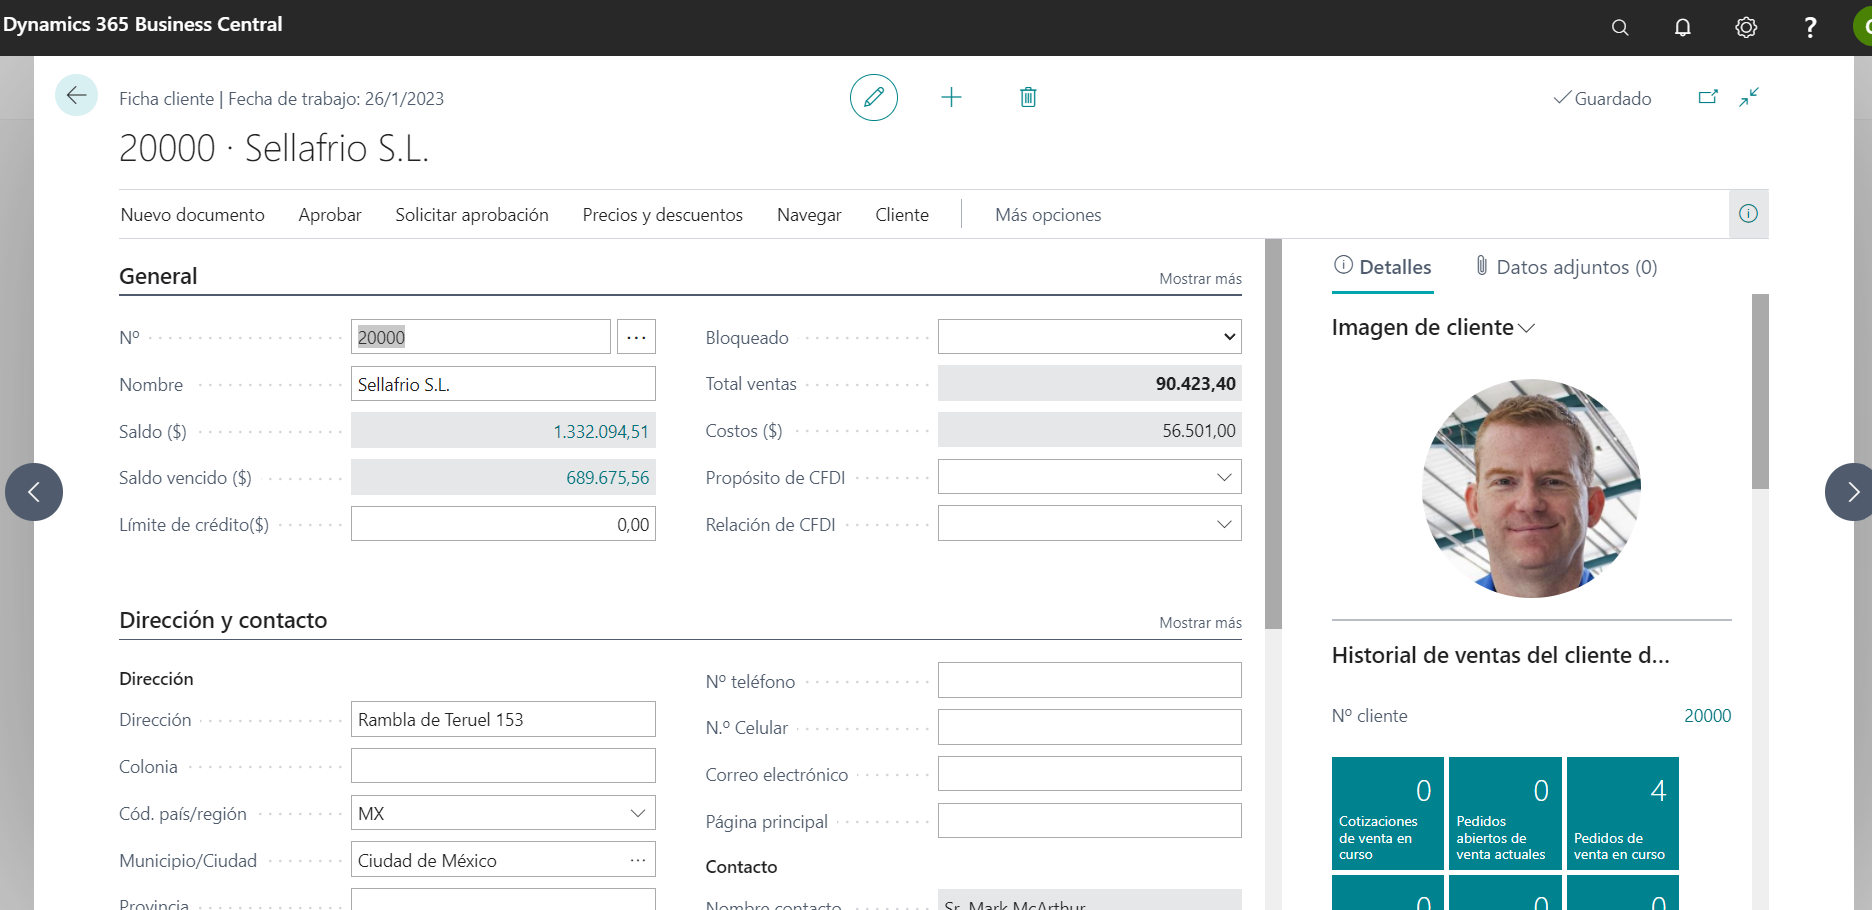 Dynamics 365 Business Central
Ficha cliente | Fecha de trabajo: 26/1/2023
Guardado
20000 · Sellafrio S.L.
Nuevo documento
Aprobar
Solicitar aprobación
Precios y descuentos
Navegar
Cliente
Más opciones
General
Mostrar más
Nº
20000
Nombre
Sellafrio S.L.
Saldo ($)
1.332.094,51
Saldo vencido ($)
689.675,56
Límite de crédito($)
0,00
Bloqueado
Total ventas
90.423,40
Costos ($)
56.501,00
Propósito de CFDI
Relación de CFDI
Dirección y contacto
Mostrar más
Dirección
Dirección
Rambla de Teruel 153
Colonia
Cód. país/región
MX
Municipio/Ciudad
Ciudad de México
Provincia
Nº teléfono
N.º Celular
Correo electrónico
Página principal
Contacto
Nombre contacto
Sr. Mark McArthur
Detalles
Datos adjuntos (0)
Imagen de cliente
Historial de ventas del cliente d...
Nº cliente
20000
0
Cotizaciones
de venta en
curso
0
Pedidos
abiertos de
venta actuales
4
Pedidos de
venta en curso
0
0
0